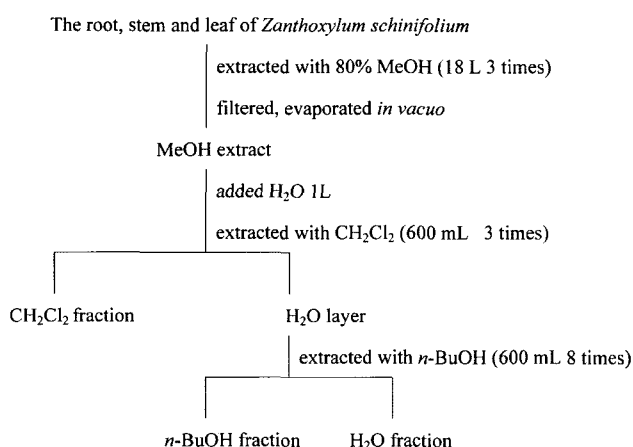 The root, stem and leaf of Zanthoxylum schinifolium
extracted with 80% MeOH (18 L 3 times)
filtered, evaporated in vacuo
MeOH extract
added H₂O 1L
extracted with CH₂Cl₂ (600 mL 3 times)
CH₂Cl₂ fraction H₂O layer
extracted with n-BuOH (600 mL 8 times)
n-BuOH fraction H₂O fraction